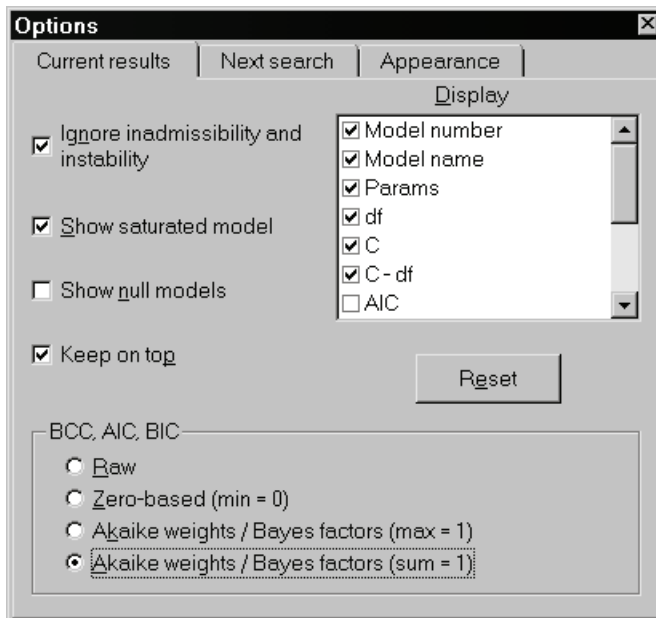 Options
Current results
Next search
Appearance
Display
Ignore inadmissibility and
instability
Show saturated model
Show null models
Keep on top
Model number
Model name
Params
df
C
C - df
AIC
Reset
BCC, AIC, BIC
Raw
Zero-based (min = 0)
Akaike weights / Bayes factors (max = 1)
Akaike weights / Bayes factors (sum = 1)